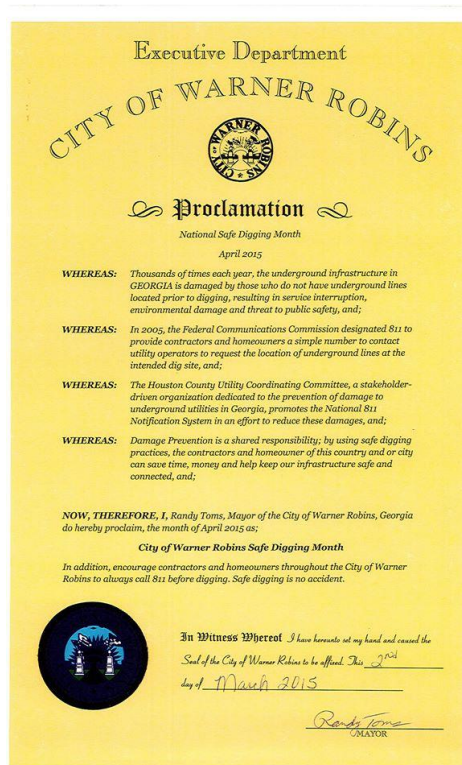 Executive Department
CITY OF WARNER ROBINS
CITY OF WARNER ROBINS
Proclamation
National Safe Digging Month
April 2015
WHEREAS: Thousands of times each year, the underground infrastructure in
GEORGIA is damaged by those who do not have underground lines
located prior to digging, resulting in service interruption,
environmental damage and threat to public safety, and;
WHEREAS: In 2005, the Federal Communications Commission designated 811 to
provide contractors and homeowners a simple number to contact
utility operators to request the location of underground lines at the
intended dig site, and;
WHEREAS: The Houston County Utility Coordinating Committee, a stakeholder-
driven organization dedicated to the prevention of damage to
underground utilities in Georgia, promotes the National 811
Notification System in an effort to reduce these damages, and;
WHEREAS: Damage Prevention is a shared responsibility; by using safe digging
practices, the contractors and homeowner of this country and or city
can save time, money and help keep our infrastructure safe and
connected, and;
NOW, THEREFORE, I, Randy Toms, Mayor of the City of Warner Robins, Georgia
do hereby proclaim, the month of April 2015 as;
City of Warner Robins Safe Digging Month
In addition, encourage contractors and homeowners throughout the City of Warner
Robins to always call 811 before digging. Safe digging is no accident.
In Witness Whereof I have hereunto set my hand and caused the
Seal of the City of Warner Robins to be affixed. This 2nd
day of March 2015
Randy Toms
MAYOR